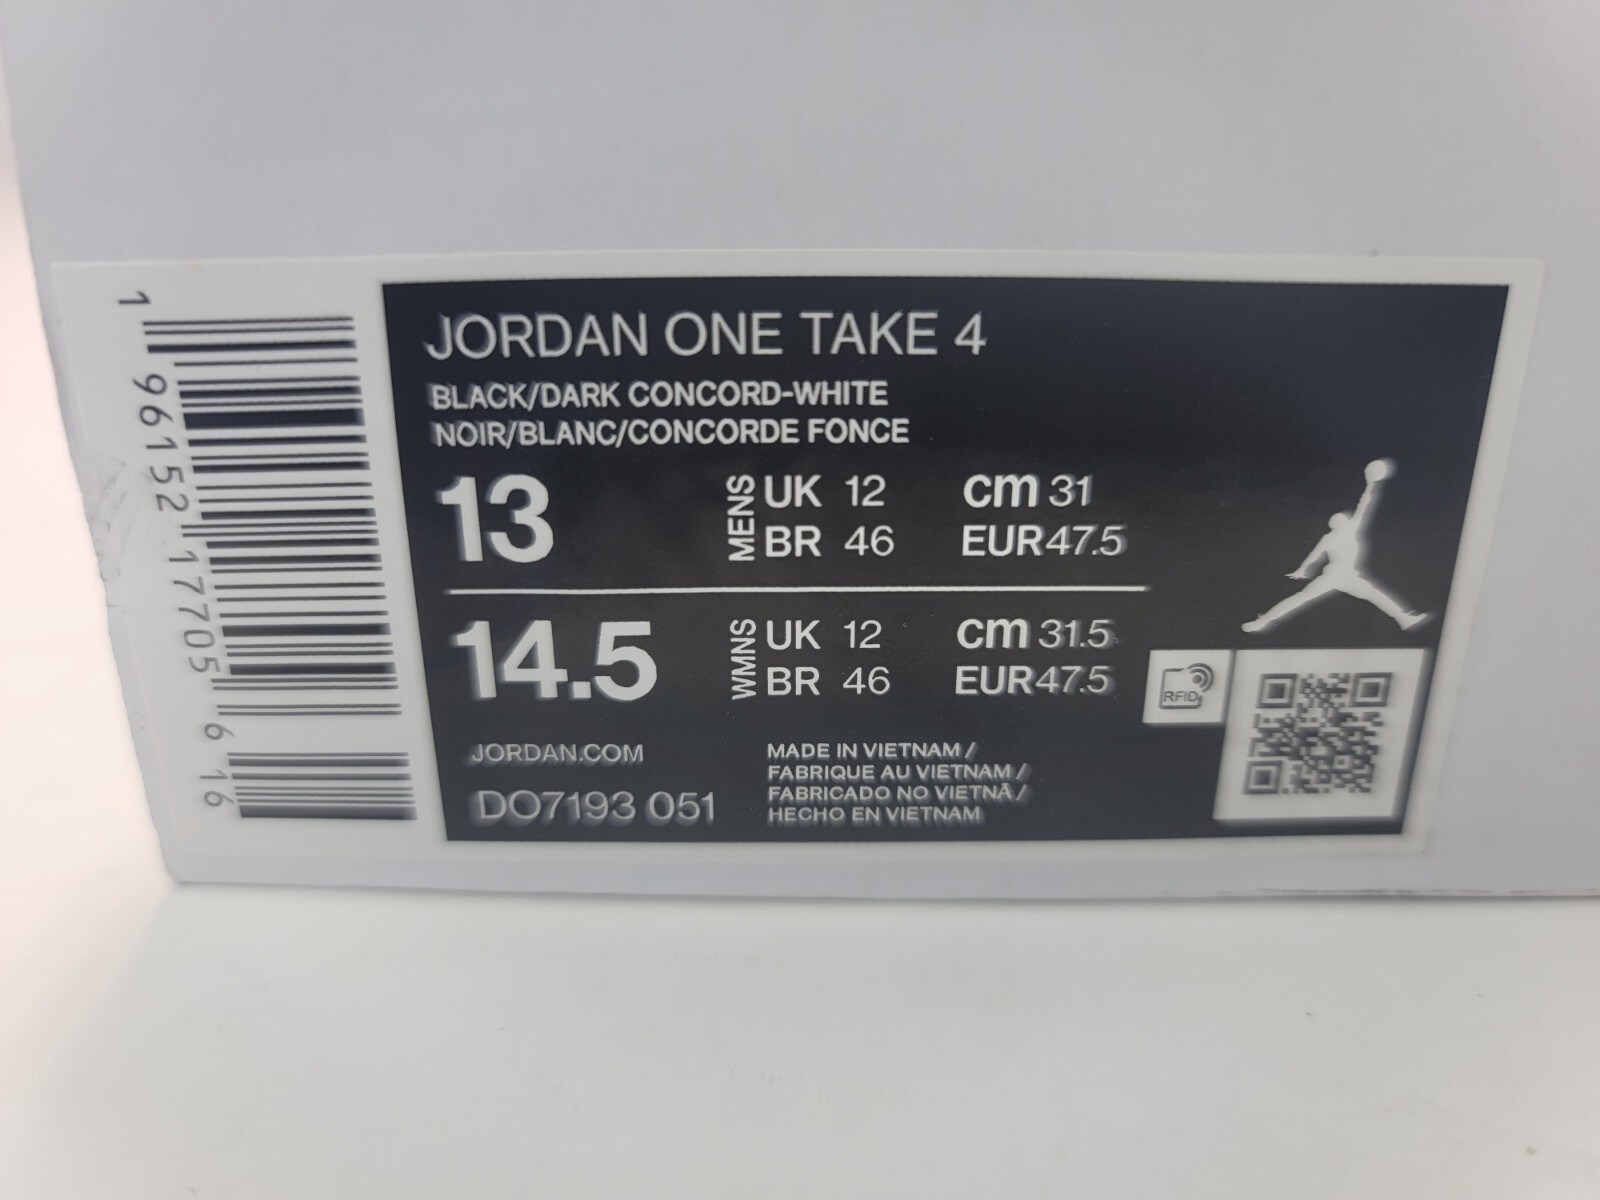 JORDAN ONE TAKE 4
BLACK/DARK CONCORD-WHITE
NOIR/BLANC/CONCORDE FONCE
13 MENS UK 12 cm 31
BR 46 EUR 47.5
14.5 WMNS UK 12 cm 31.5
BR 46 EUR 47.5
RFID
JORDAN.COM
DO7193 051
MADE IN VIETNAM /
FABRIQUE AU VIETNAM /
FABRICADO NO VIETNÃ /
HECHO EN VIETNAM
1 96152 17705 6 16